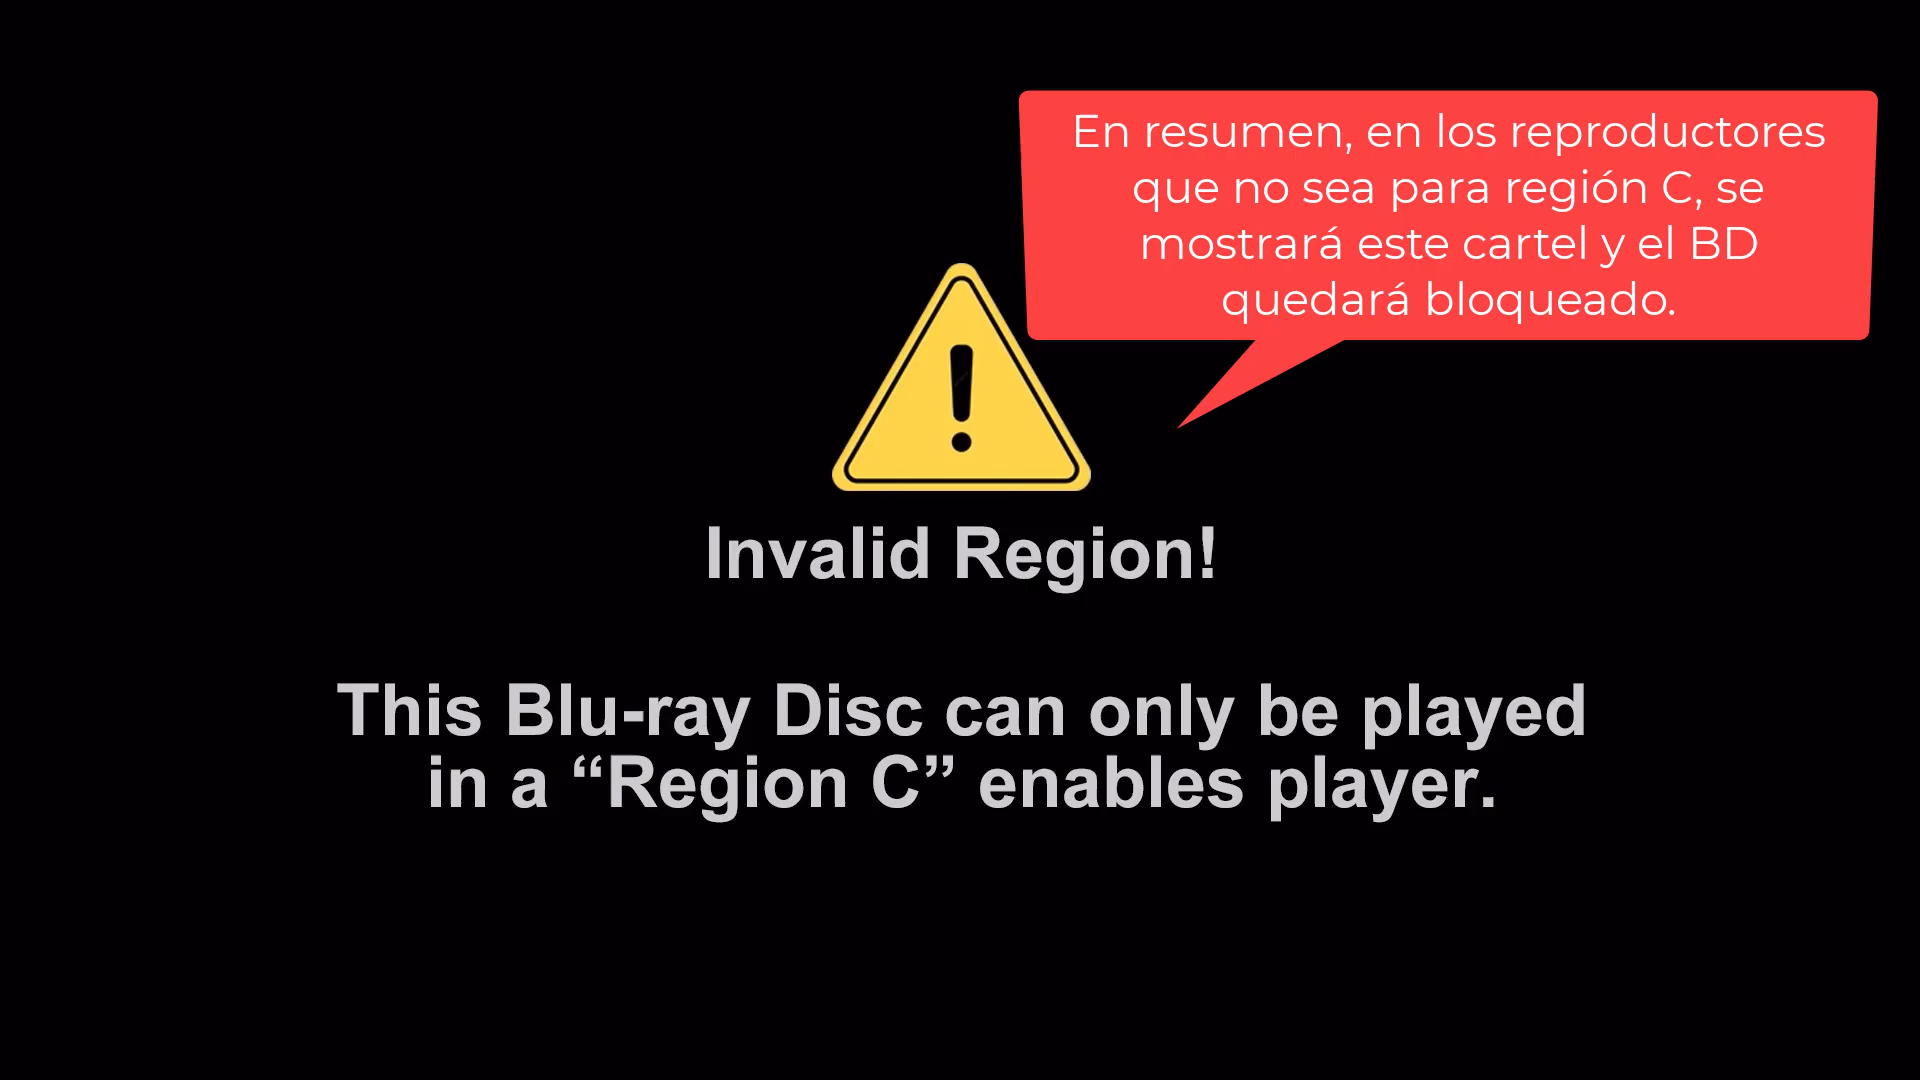 En resumen, en los reproductores
que no sea para región C, se
mostrará este cartel y el BD
quedará bloqueado.
Invalid Region!
This Blu-ray Disc can only be played
in a “Region C” enables player.